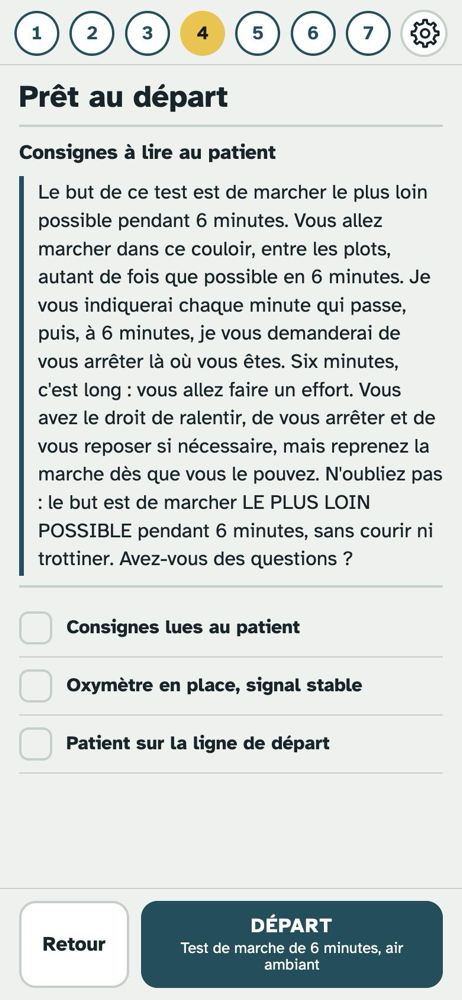 1 2 3 4 5 6 7
Prêt au départ
Consignes à lire au patient
Le but de ce test est de marcher le plus loin
possible pendant 6 minutes. Vous allez
marcher dans ce couloir, entre les plots,
autant de fois que possible en 6 minutes. Je
vous indiquerai chaque minute qui passe,
puis, à 6 minutes, je vous demanderai de
vous arrêter là où vous êtes. Six minutes,
c'est long : vous allez faire un effort. Vous
avez le droit de ralentir, de vous arrêter et de
vous reposer si nécessaire, mais reprenez la
marche dès que vous le pouvez. N'oubliez pas
: le but est de marcher LE PLUS LOIN
POSSIBLE pendant 6 minutes, sans courir ni
trottiner. Avez-vous des questions ?
Consignes lues au patient
Oxymètre en place, signal stable
Patient sur la ligne de départ
Retour
DÉPART
Test de marche de 6 minutes, air
ambiant